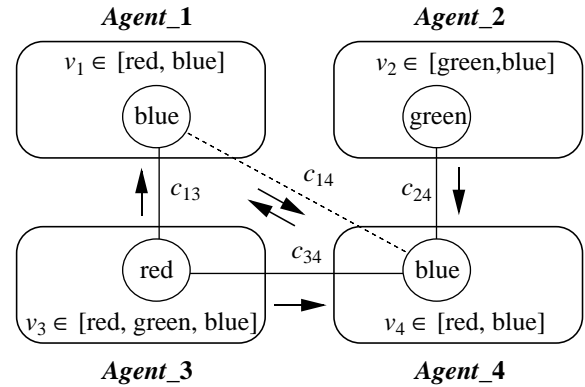 Agent_1
Agent_2
v1 ∈ [red, blue]
v2 ∈ [green,blue]
blue
green
c13
c14
c24
c34
red
blue
v3 ∈ [red, green, blue]
v4 ∈ [red, blue]
Agent_3
Agent_4